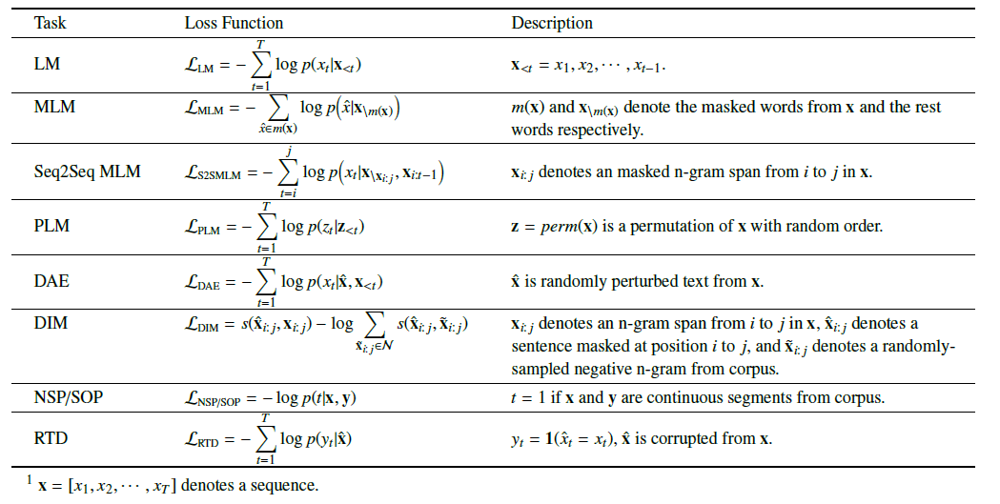 Task Loss Function Description
LM $\mathcal{L}_{\text{LM}} = -\sum_{t=1}^{T} \log p(x_t|\mathbf{x}_{<t})$ $\mathbf{x}_{<t} = x_1, x_2, \cdots, x_{t-1}$.
MLM $\mathcal{L}_{\text{MLM}} = -\sum_{\hat{x} \in m(\mathbf{x})} \log p\left(\hat{x}|\mathbf{x}_{\backslash m(\mathbf{x})}\right)$ $m(\mathbf{x})$ and $\mathbf{x}_{\backslash m(\mathbf{x})}$ denote the masked words from $\mathbf{x}$ and the rest
words respectively.
Seq2Seq MLM $\mathcal{L}_{\text{S2SMLM}} = -\sum_{t=i}^{j} \log p\left(x_t|\mathbf{x}_{\backslash \mathbf{x}_{i:j}}, \mathbf{x}_{i:t-1}\right)$ $\mathbf{x}_{i:j}$ denotes an masked n-gram span from $i$ to $j$ in $\mathbf{x}$.
PLM $\mathcal{L}_{\text{PLM}} = -\sum_{t=1}^{T} \log p(z_t|\mathbf{z}_{<t})$ $\mathbf{z} = perm(\mathbf{x})$ is a permutation of $\mathbf{x}$ with random order.
DAE $\mathcal{L}_{\text{DAE}} = -\sum_{t=1}^{T} \log p(x_t|\hat{\mathbf{x}}, \mathbf{x}_{<t})$ $\hat{\mathbf{x}}$ is randomly perturbed text from $\mathbf{x}$.
DIM $\mathcal{L}_{\text{DIM}} = s(\hat{\mathbf{x}}_{i:j}, \mathbf{x}_{i:j}) - \log \sum_{\tilde{\mathbf{x}}_{i:j} \in \mathcal{N}} s(\hat{\mathbf{x}}_{i:j}, \tilde{\mathbf{x}}_{i:j})$ $\mathbf{x}_{i:j}$ denotes an n-gram span from $i$ to $j$ in $\mathbf{x}$, $\hat{\mathbf{x}}_{i:j}$ denotes a
sentence masked at position $i$ to $j$, and $\tilde{\mathbf{x}}_{i:j}$ denotes a randomly-
sampled negative n-gram from corpus.
NSP/SOP $\mathcal{L}_{\text{NSP/SOP}} = -\log p(t|\mathbf{x}, \mathbf{y})$ $t = 1$ if $\mathbf{x}$ and $\mathbf{y}$ are continuous segments from corpus.
RTD $\mathcal{L}_{\text{RTD}} = -\sum_{t=1}^{T} \log p(y_t|\hat{\mathbf{x}})$ $y_t = \mathbf{1}(\hat{x}_t = x_t)$, $\hat{\mathbf{x}}$ is corrupted from $\mathbf{x}$.
$^1$ $\mathbf{x} = [x_1, x_2, \cdots, x_T]$ denotes a sequence.